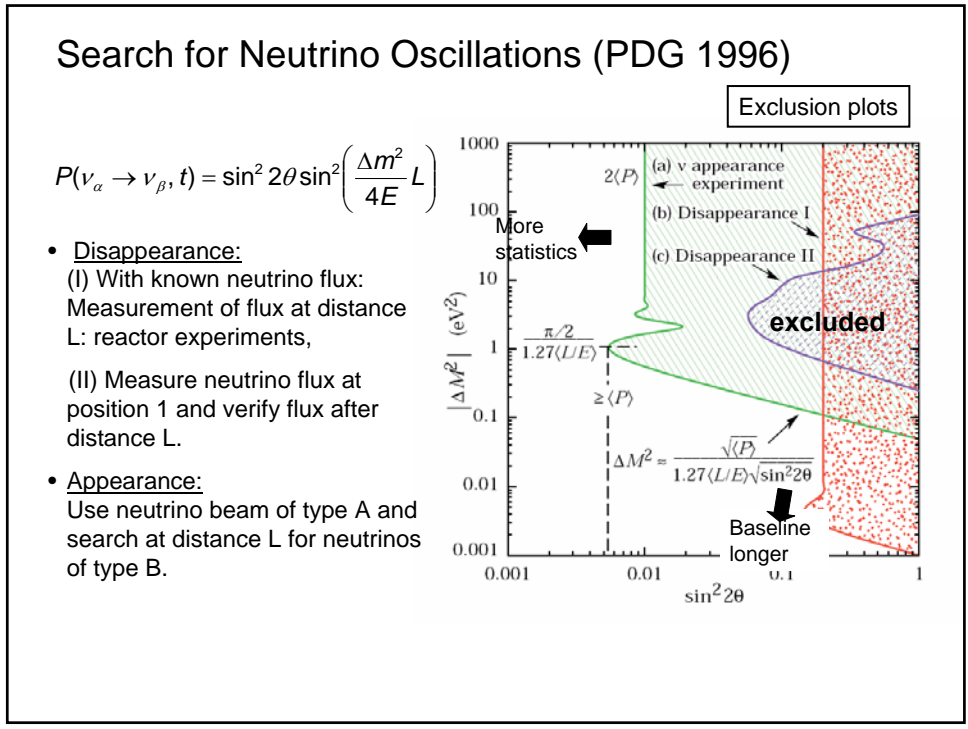 Search for Neutrino Oscillations (PDG 1996)
Exclusion plots
P(ν_α → ν_β, t) = sin² 2θ sin²(Δm²/4E L)
• Disappearance:
(I) With known neutrino flux:
Measurement of flux at distance
L: reactor experiments,
(II) Measure neutrino flux at
position 1 and verify flux after
distance L.
• Appearance:
Use neutrino beam of type A and
search at distance L for neutrinos
of type B.
1000
100
10
1
0.1
0.01
0.001
|ΔM²| (eV²)
π/2
1.27⟨L/E⟩
2⟨P⟩
(a) ν appearance
experiment
(b) Disappearance I
(c) Disappearance II
More
statistics
excluded
≥⟨P⟩
ΔM² ≈ √⟨P⟩ / 1.27⟨L/E⟩√sin²2θ
Baseline
longer
0.001
0.01
0.1
1
sin²2θ